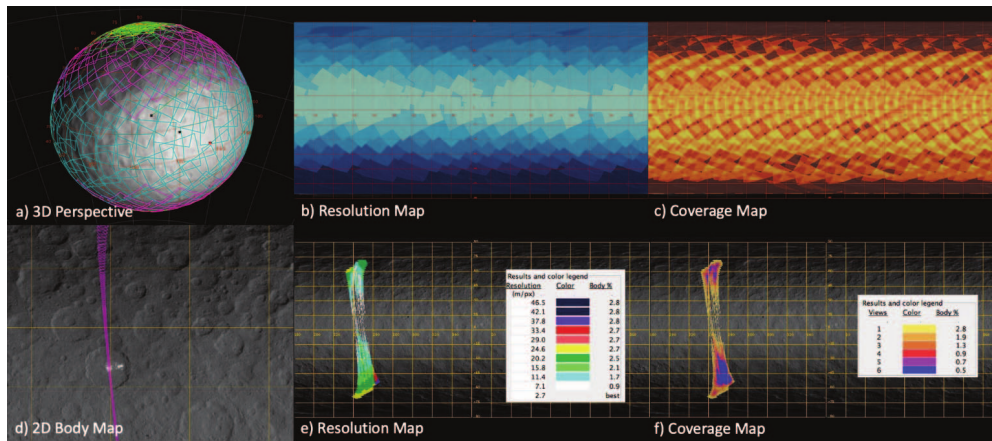 a) 3D Perspective
b) Resolution Map
c) Coverage Map
d) 2D Body Map
e) Resolution Map
Results and color legend
Resolution Color Body %
(m/px)
46.5 2.8
42.1 2.8
37.8 2.8
33.4 2.7
29.0 2.7
24.6 2.7
20.2 2.5
15.8 2.1
11.4 1.7
7.1 0.9
2.7 best
f) Coverage Map
Results and color legend
Views Color Body %
1 2.8
2 1.9
3 1.3
4 0.9
5 0.7
6 0.5